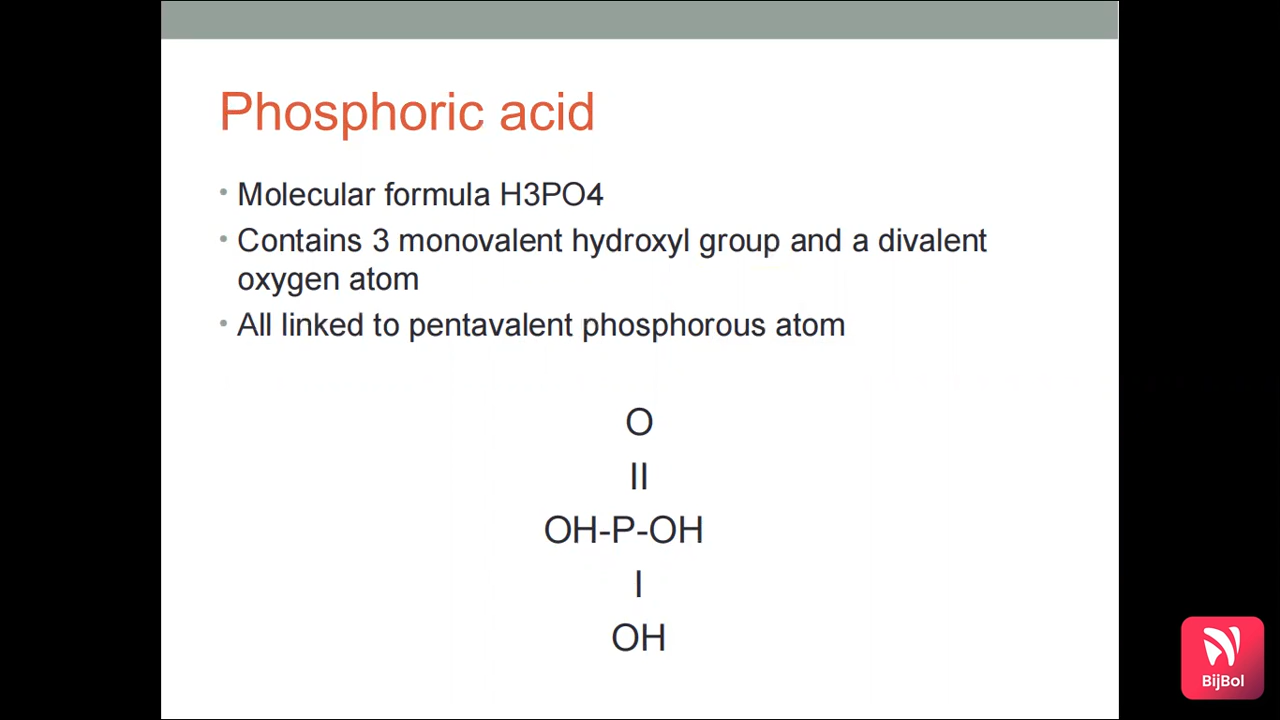 Phosphoric acid
• Molecular formula H3PO4
• Contains 3 monovalent hydroxyl group and a divalent
oxygen atom
• All linked to pentavalent phosphorous atom
O
II
OH-P-OH
I
OH
BijBol